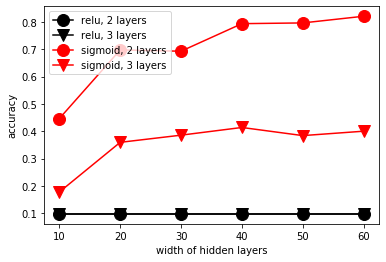 relu, 2 layers
relu, 3 layers
sigmoid, 2 layers
sigmoid, 3 layers
accuracy
0.8
0.7
0.6
0.5
0.4
0.3
0.2
0.1
10 20 30 40 50 60
width of hidden layers